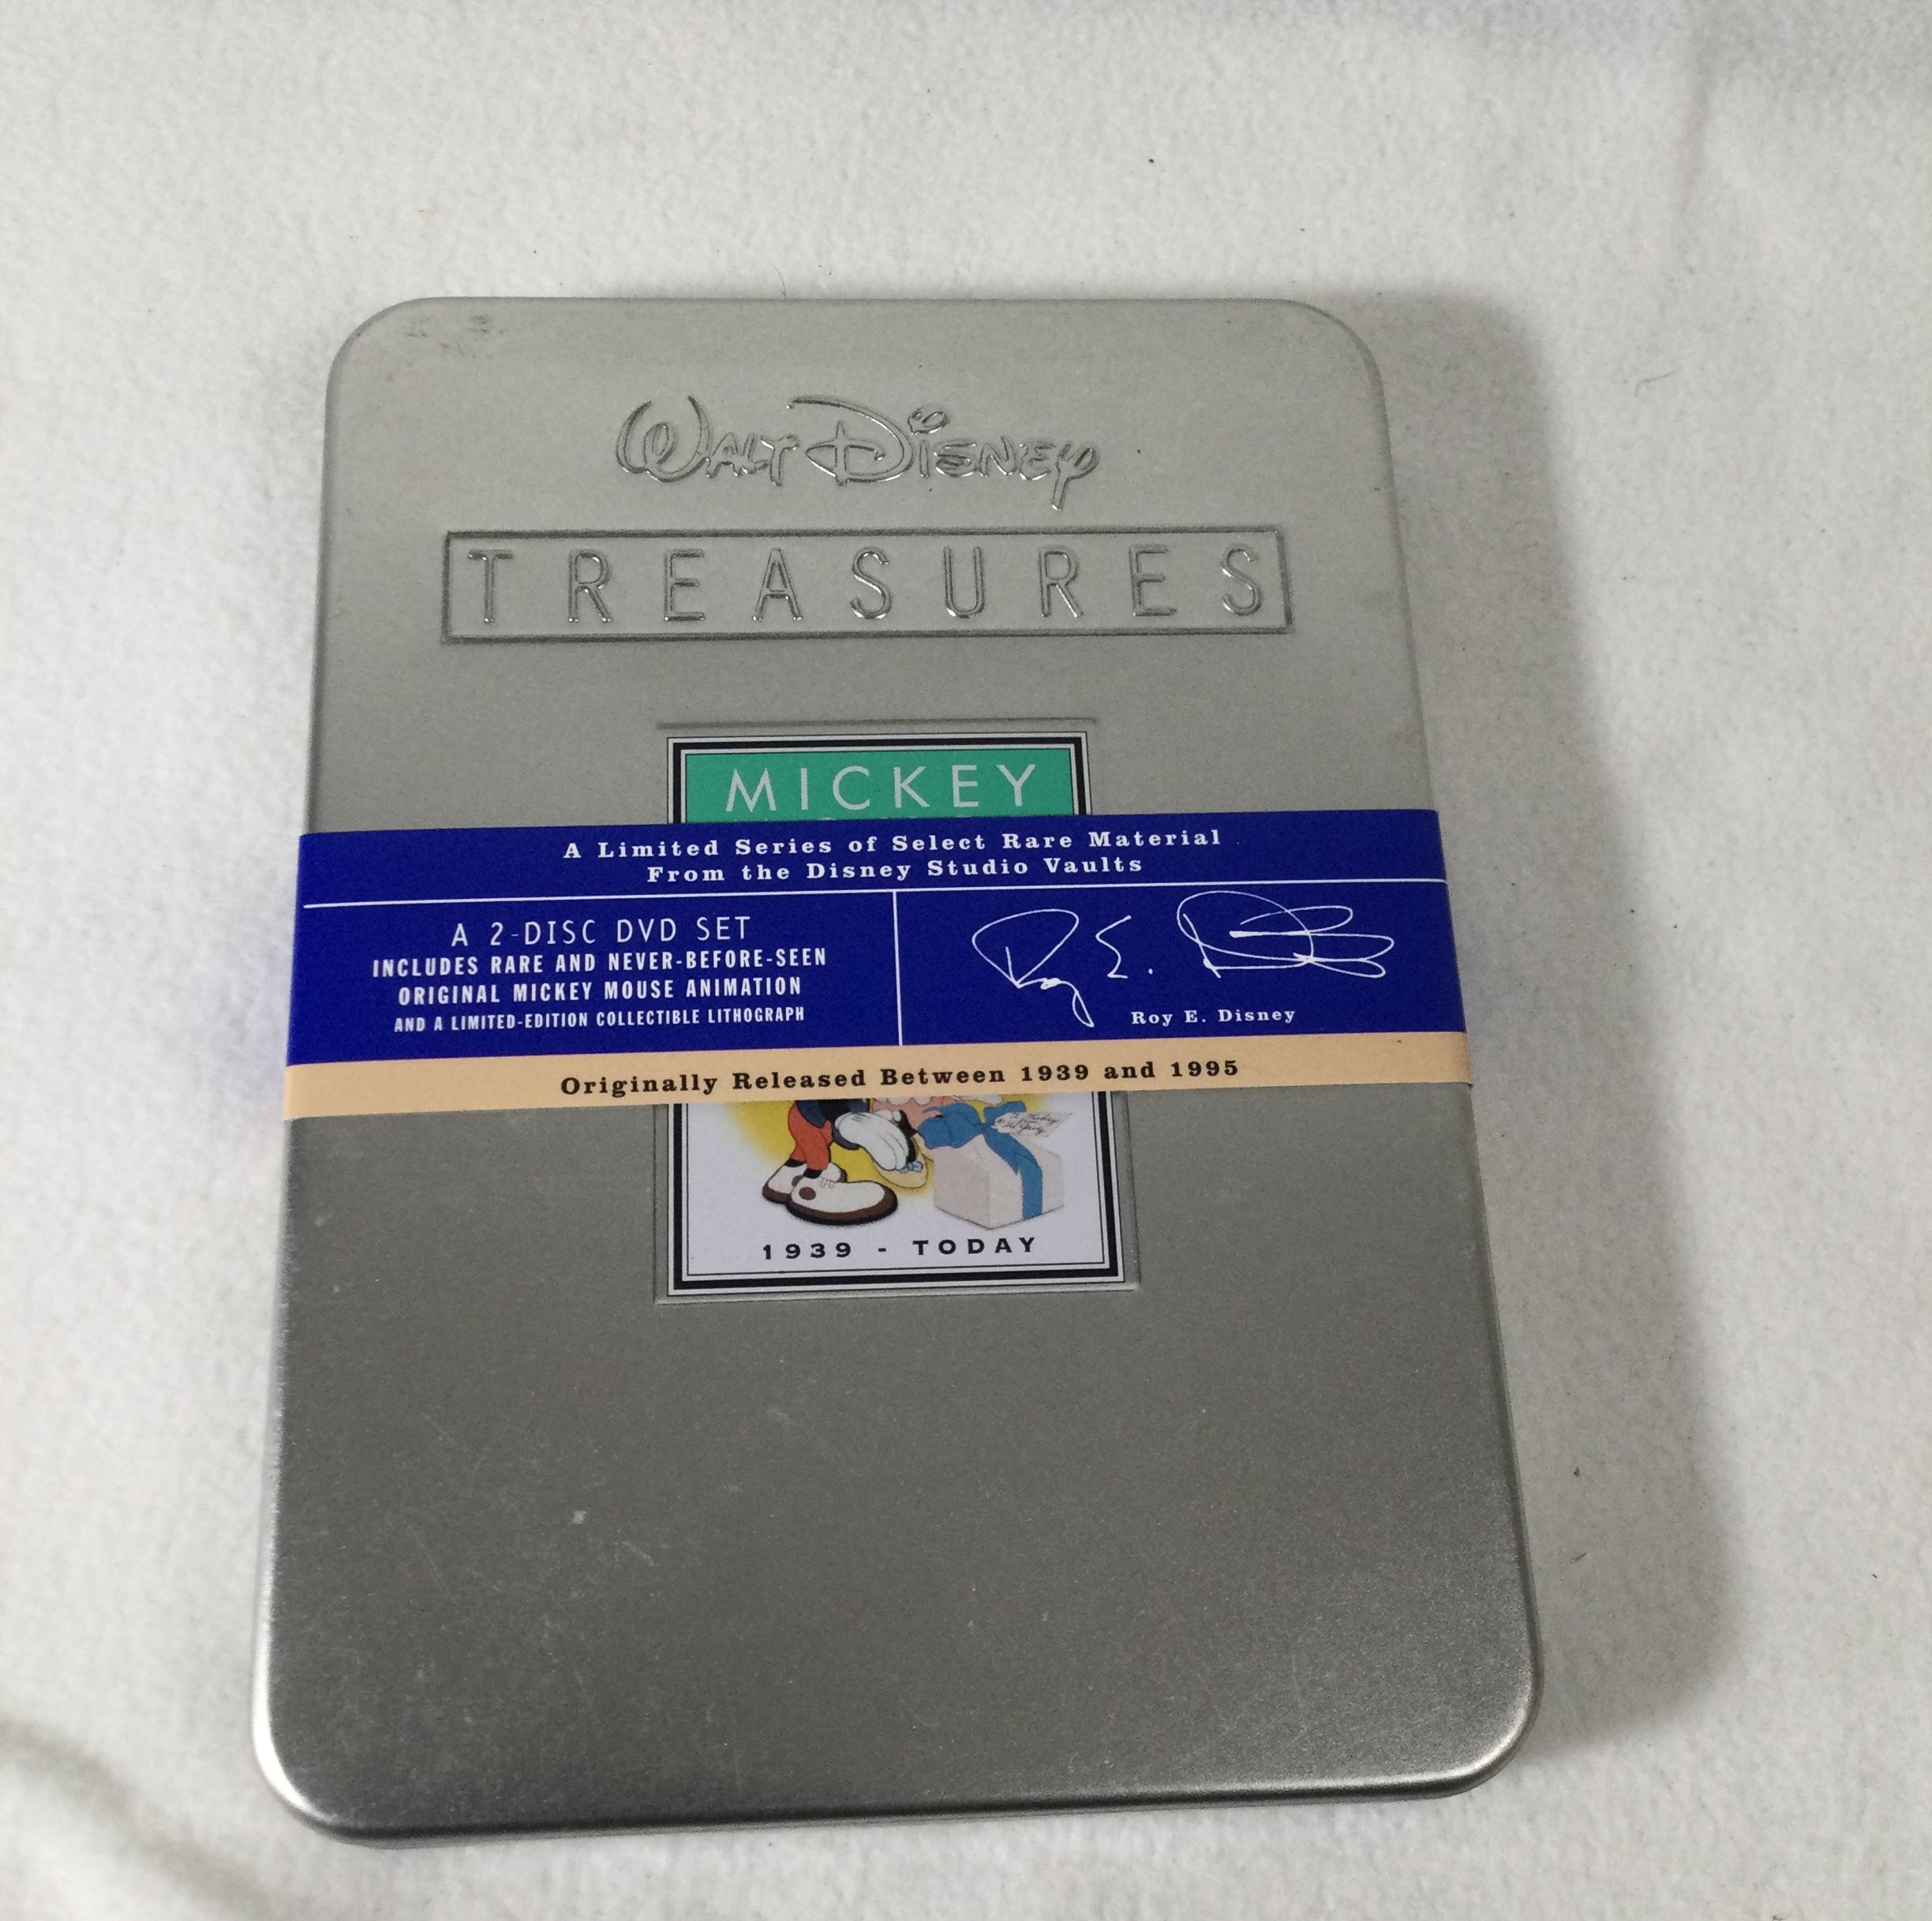 WALT DISNEY
TREASURES
MICKEY
A Limited Series of Select Rare Material
From the Disney Studio Vaults
A 2-DISC DVD SET
INCLUDES RARE AND NEVER-BEFORE-SEEN
ORIGINAL MICKEY MOUSE ANIMATION
AND A LIMITED-EDITION COLLECTIBLE LITHOGRAPH
Roy E. Disney
Roy E. Disney
Originally Released Between 1939 and 1995
1939 - TODAY